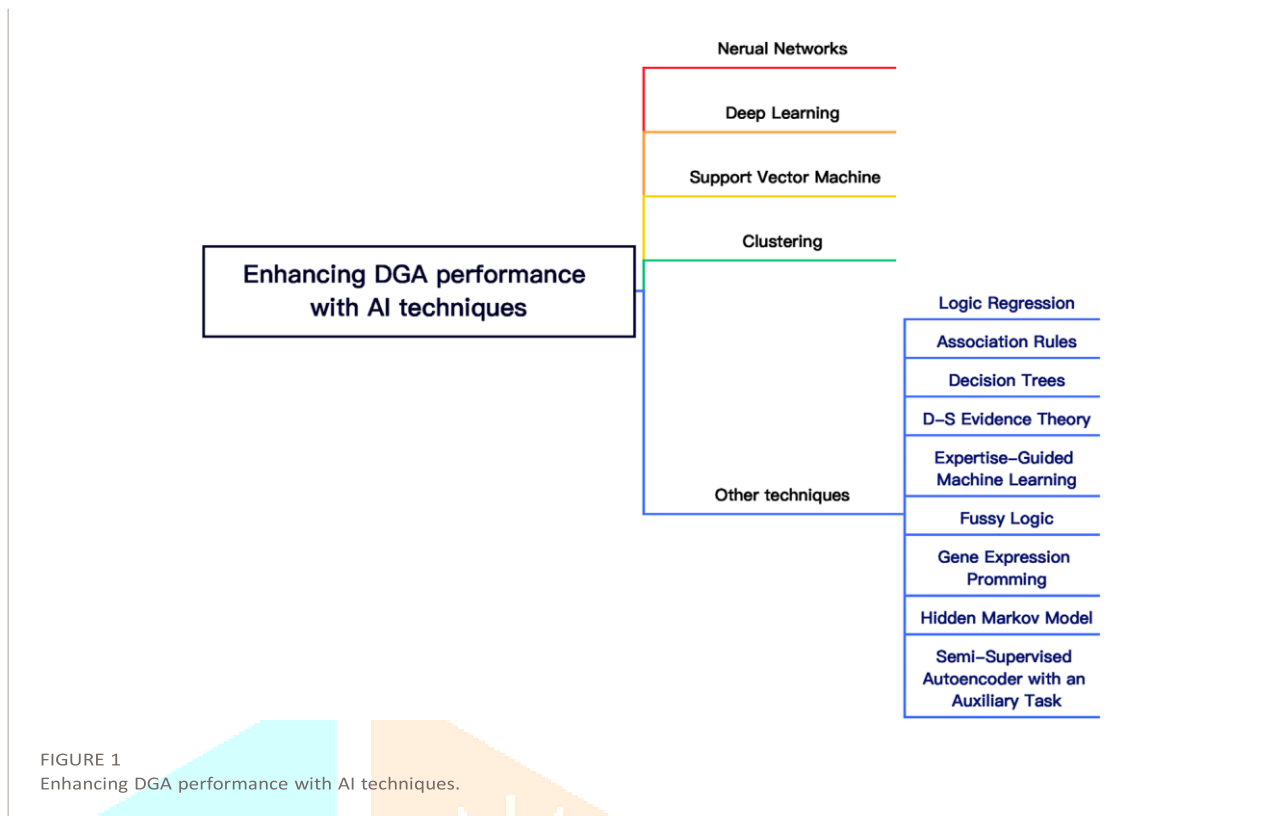 Nerual Networks
Deep Learning
Support Vector Machine
Clustering
Enhancing DGA performance
with AI techniques
Other techniques
Logic Regression
Association Rules
Decision Trees
D-S Evidence Theory
Expertise-Guided
Machine Learning
Fussy Logic
Gene Expression
Promming
Hidden Markov Model
Semi-Supervised
Autoencoder with an
Auxiliary Task
FIGURE 1
Enhancing DGA performance with AI techniques.